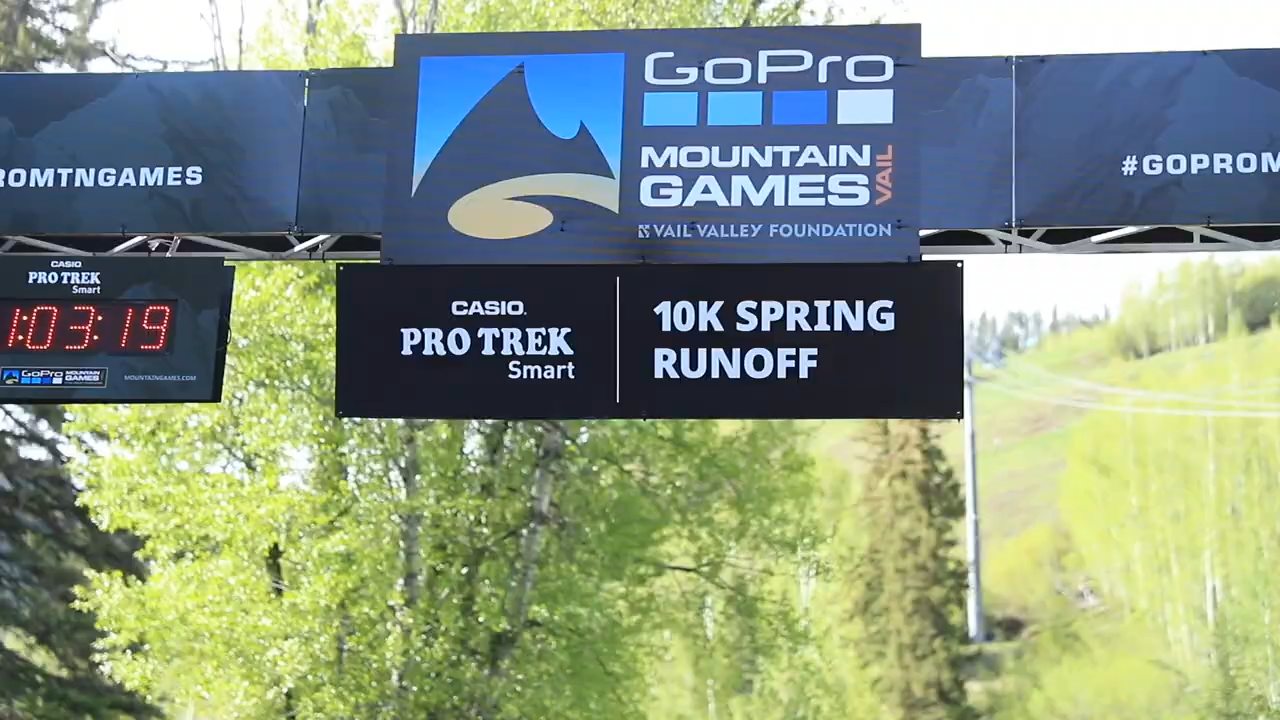 GoPro
MOUNTAIN
GAMES
VAIL
VAIL VALLEY FOUNDATION
ROMTNGAMES
#GOPROM
CASIO
PRO TREK
Smart
1:03:19
GoPro
MOUNTAIN
GAMES
MOUNTAINGAMES.COM
CASIO
PRO TREK
Smart
10K SPRING
RUNOFF